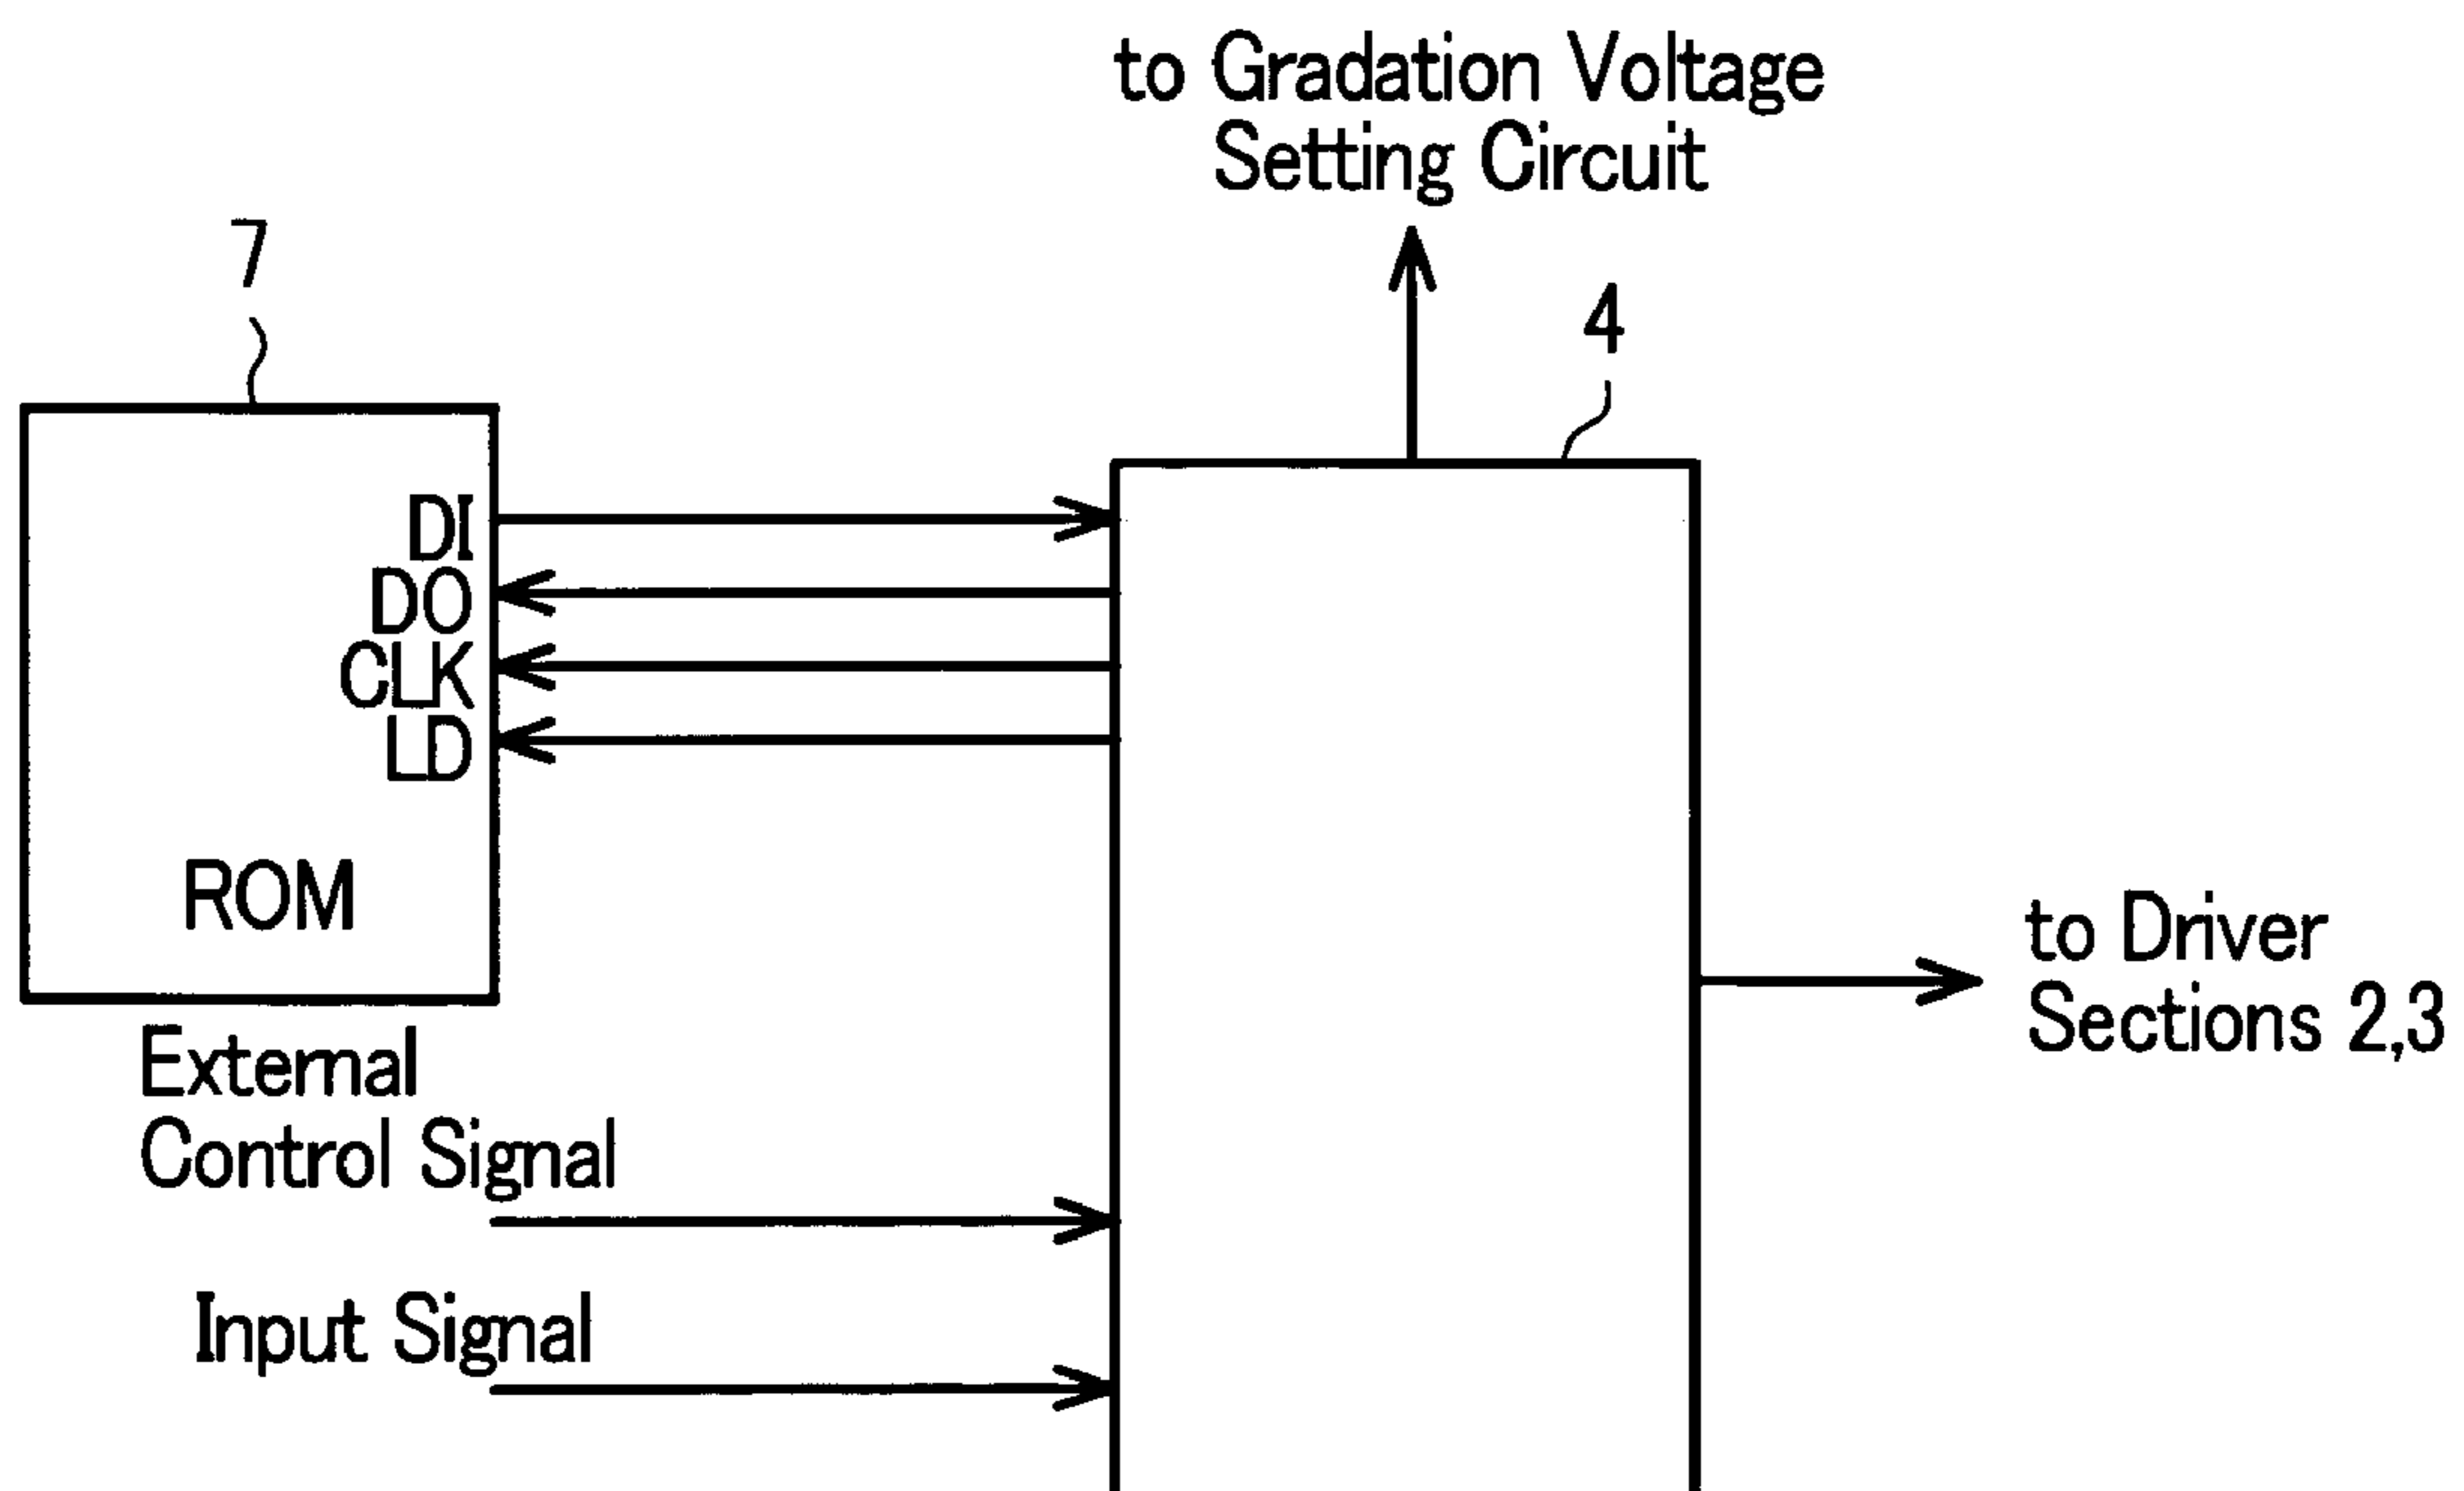 to Gradation Voltage
Setting Circuit
7
4
DI
DO
CLK
LD
ROM
to Driver
Sections 2,3
External
Control Signal
Input Signal